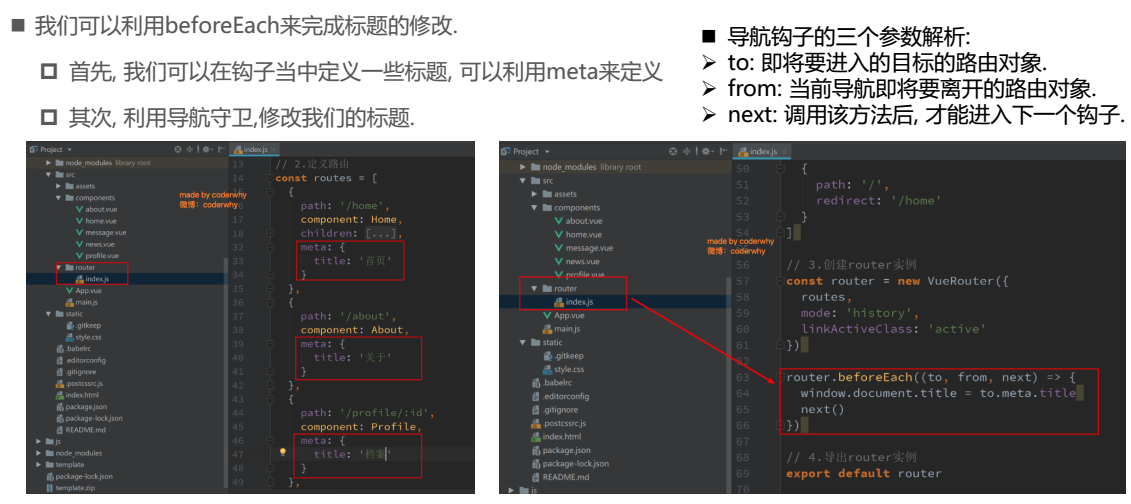 ■ 我们可以利用beforeEach来完成标题的修改.
首先, 我们可以在钩子当中定义一些标题, 可以利用meta来定义
其次, 利用导航守卫,修改我们的标题.
■ 导航钩子的三个参数解析:
➢ to: 即将要进入的目标的路由对象.
➢ from: 当前导航即将要离开的路由对象.
➢ next: 调用该方法后, 才能进入下一个钩子.
Project
node_modules library root
src
assets
components
about.vue
home.vue
message.vue
news.vue
profile.vue
router
index.js
App.vue
main.js
static
.gitkeep
style.css
.babelrc
.editorconfig
.gitignore
.postcssrc.js
index.html
package.json
package-lock.json
README.md
js
node_modules
template
package-lock.json
template.zip
made by coderwhy
微博: coderwhy
index.js
13 // 2.定义路由
14 const routes = [
15 {
16 path: '/home',
17 component: Home,
18 children: [...],
32 meta: {
33 title: '首页'
34 }
35 },
36 {
37 path: '/about',
38 component: About,
39 meta: {
40 title: '关于'
41 }
42 },
43 {
44 path: '/profile/:id',
45 component: Profile,
46 meta: {
47 title: '档案'
48 }
49 },
Project
node_modules library root
src
assets
components
about.vue
home.vue
message.vue
news.vue
profile.vue
router
index.js
App.vue
main.js
static
.gitkeep
style.css
.babelrc
.editorconfig
.gitignore
.postcssrc.js
index.html
package.json
package-lock.json
README.md
js
made by coderwhy
微博: coderwhy
index.js
50 {
51 path: '/',
52 redirect: '/home'
53 }
54 ]
56 // 3.创建router实例
57 const router = new VueRouter({
58 routes,
59 mode: 'history',
60 linkActiveClass: 'active'
61 })
62
63 router.beforeEach((to, from, next) => {
64 window.document.title = to.meta.title
65 next()
66 })
67
68 // 4.导出router实例
69 export default router
70